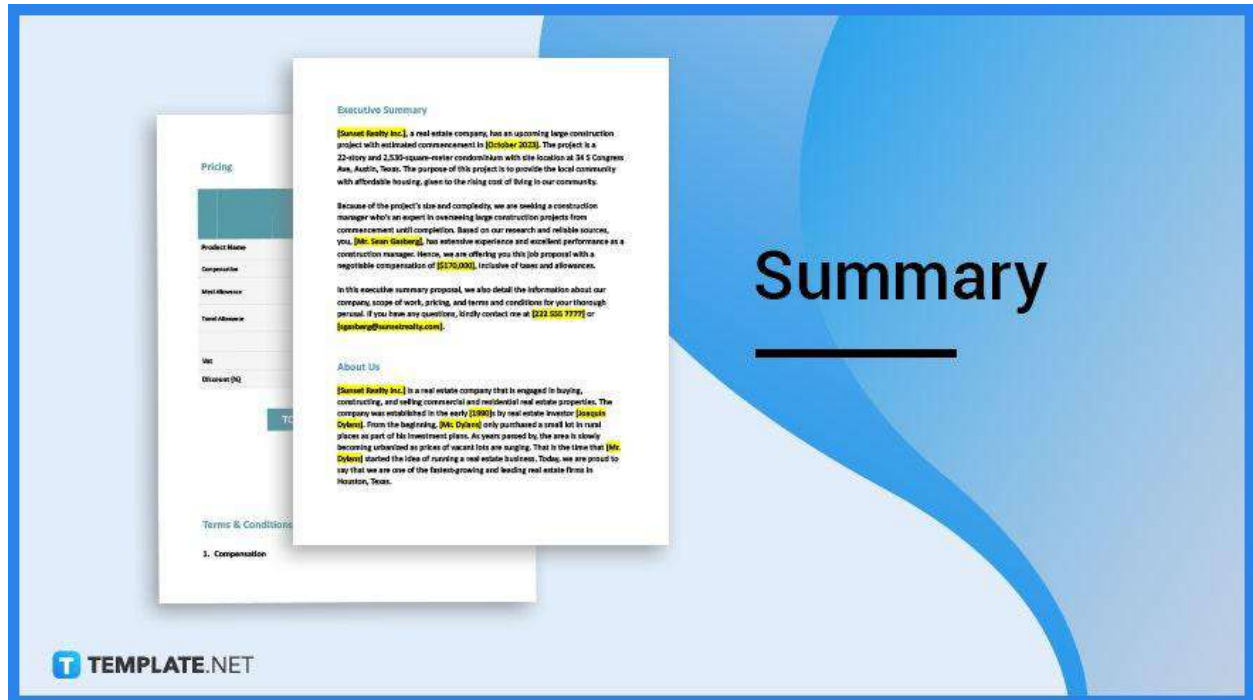 Pricing
Product Name
Compensation
Meal Allowance
Travel Allowance
Vat
Discount (%)
TO
Terms & Conditions
1. Compensation
Executive Summary
[Sunset Realty Inc.], a real estate company, has an upcoming large construction
project with estimated commencement in [October 2023]. The project is a
22-story and 2,530-square-meter condominium with site location at 34 S Congress
Ave, Austin, Texas. The purpose of this project is to provide the local community
with affordable housing, given to the rising cost of living in our community.
Because of the project's size and complexity, we are seeking a construction
manager who's an expert in overseeing large construction projects from
commencement until completion. Based on our research and reliable sources,
you, [Mr. Sean Gasberg], has extensive experience and excellent performance as a
construction manager. Hence, we are offering you this job proposal with a
negotiable compensation of [$170,000], inclusive of taxes and allowances.
In this executive summary proposal, we also detail the information about our
company, scope of work, pricing, and terms and conditions for your thorough
perusal. If you have any questions, kindly contact me at [222 555 7777] or
[sgasberg@sunsetrealty.com].
About Us
[Sunset Realty Inc.] is a real estate company that is engaged in buying,
constructing, and selling commercial and residential real estate properties. The
company was established in the early [1990]s by real estate investor [Joaquin
Dylans]. From the beginning, [Mr. Dylans] only purchased a small lot in rural
places as part of his investment plans. As years passed by, the area is slowly
becoming urbanized as prices of vacant lots are surging. That is the time that [Mr.
Dylans] started the idea of running a real estate business. Today, we are proud to
say that we are one of the fastest-growing and leading real estate firms in
Houston, Texas.
Summary
T TEMPLATE.NET